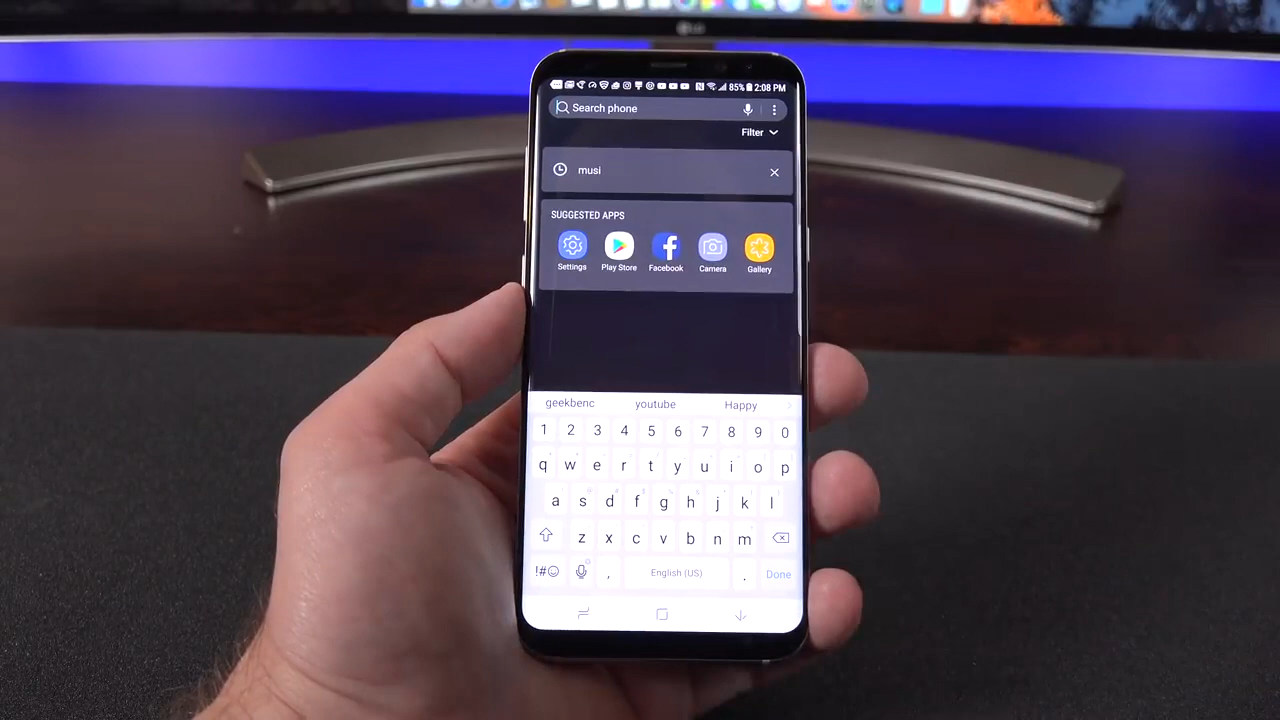 LG
85% 2:08 PM
Search phone
Filter
musi
SUGGESTED APPS
Settings Play Store Facebook Camera Gallery
geekbenc youtube Happy
1 2 3 4 5 6 7 8 9 0
q w e r t y u i o p
a s d f g h j k l
z x c v b n m
!# , English (US) . Done